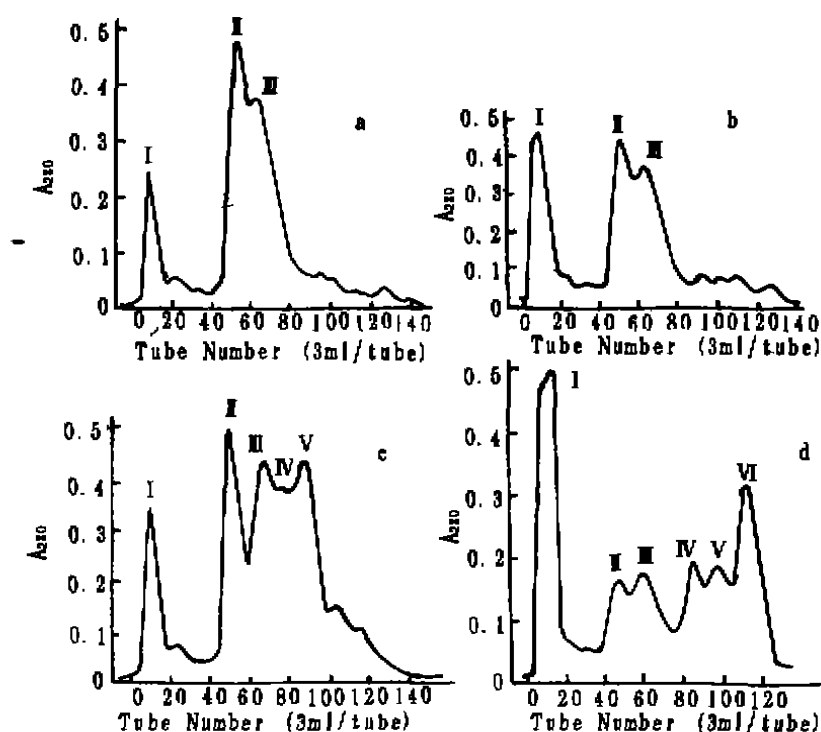 0.5
0.4
0.3
0.2
0.1
0
A280
I
II
III
a
0 20 40 60 80 100 120 140
Tube Number (3ml/tube)
0.5
0.4
0.3
0.2
0.1
0
A280
I
II
III
b
0 20 40 60 80 100 120 140
Tube Number (3ml/tube)
0.5
0.4
0.3
0.2
0.1
0
A280
I
II
III
IV
V
c
0 20 40 60 80 100 120 140
Tube Number (3ml/tube)
0.5
0.3
0.2
0.1
0
A280
I
II
III
IV
V
VI
d
0 20 40 60 80 100 120
Tube Number (3ml/tube)